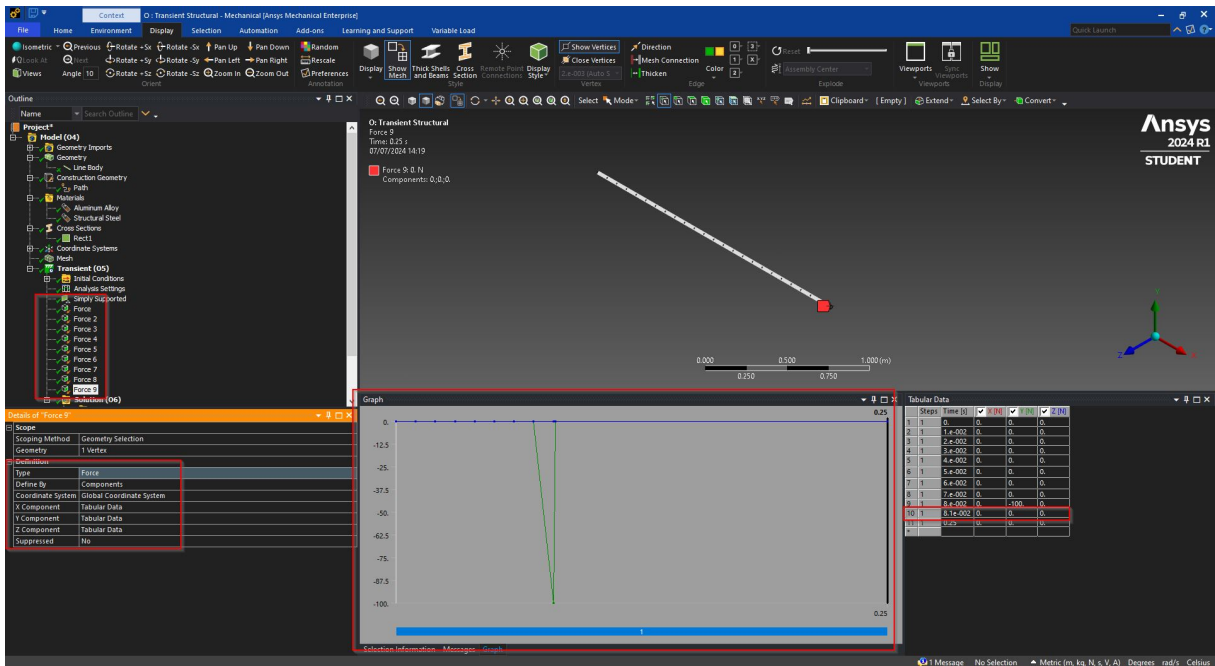 Context
O : Transient Structural - Mechanical [Ansys Mechanical Enterprise]
File Home Environment Display Selection Automation Add-ons Learning and Support Variable Load
Quick Launch
Isometric Previous Rotate +Sx Rotate -Sx Pan Up Pan Down Random
Look At Next Rotate +Sy Rotate -Sy Pan Left Pan Right Rescale
Views Angle 10 Rotate +Sz Rotate -Sz Zoom In Zoom Out Preferences
Orient Annotation
Display Show Mesh Thick Shells and Beams Cross Section Remote Point Connections Display Style
Style
Show Vertices
Close Vertices
2.e-003 (Auto S
Vertex
Direction
Mesh Connection
Thicken
Color
Edge
Reset
Assembly Center
Explode
Viewports Sync Viewports
Viewports
Show
Display
Outline
Name Search Outline
Select Mode Clipboard [Empty] Extend Select By Convert
Project*
Model (O4)
Geometry Imports
Geometry
Line Body
Construction Geometry
Path
Materials
Aluminum Alloy
Structural Steel
Cross Sections
Rect1
Coordinate Systems
Mesh
Transient (O5)
Initial Conditions
Analysis Settings
Simply Supported
Force
Force 2
Force 3
Force 4
Force 5
Force 6
Force 7
Force 8
Force 9
Solution (O6)
O: Transient Structural
Force 9
Time: 0.25 s
07/07/2024 14:19
Force 9: 0. N
Components: 0.;0.;0.
Ansys
2024 R1
STUDENT
0.000 0.500 1.000 (m)
0.250 0.750
Y
Z
Details of "Force 9"
Scope
Scoping Method Geometry Selection
Geometry 1 Vertex
Definition
Type Force
Define By Components
Coordinate System Global Coordinate System
X Component Tabular Data
Y Component Tabular Data
Z Component Tabular Data
Suppressed No
Graph
0.25
0.
-12.5
-25.
-37.5
-50.
-62.5
-75.
-87.5
-100.
0.25
1
Selection Information Messages Graph
Tabular Data
Steps Time [s] X [N] Y [N] Z [N]
1 1 0. 0. 0. 0.
2 1 1.e-002 0. 0. 0.
3 1 2.e-002 0. 0. 0.
4 1 3.e-002 0. 0. 0.
5 1 4.e-002 0. 0. 0.
6 1 5.e-002 0. 0. 0.
7 1 6.e-002 0. 0. 0.
8 1 7.e-002 0. 0. 0.
9 1 8.e-002 0. -100. 0.
10 1 8.1e-002 0. 0. 0.
11 1 0.25 0. 0. 0.
*
1 Message No Selection Metric (m, kg, N, s, V, A) Degrees rad/s Celsius